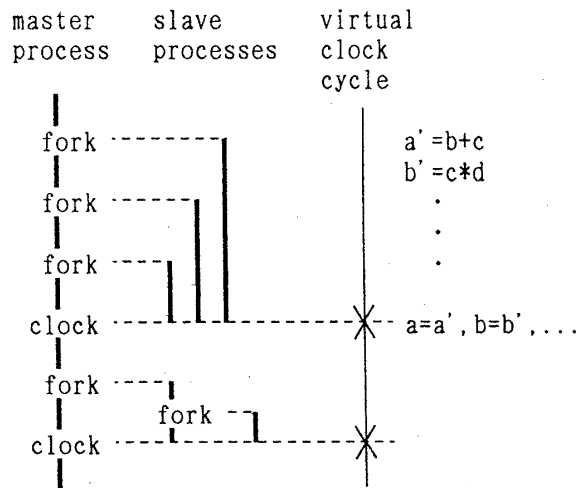 master process
slave processes
virtual clock cycle
fork
a'=b+c
b'=c*d
fork
.
.
.
fork
clock
a=a',b=b',...
fork
fork
clock